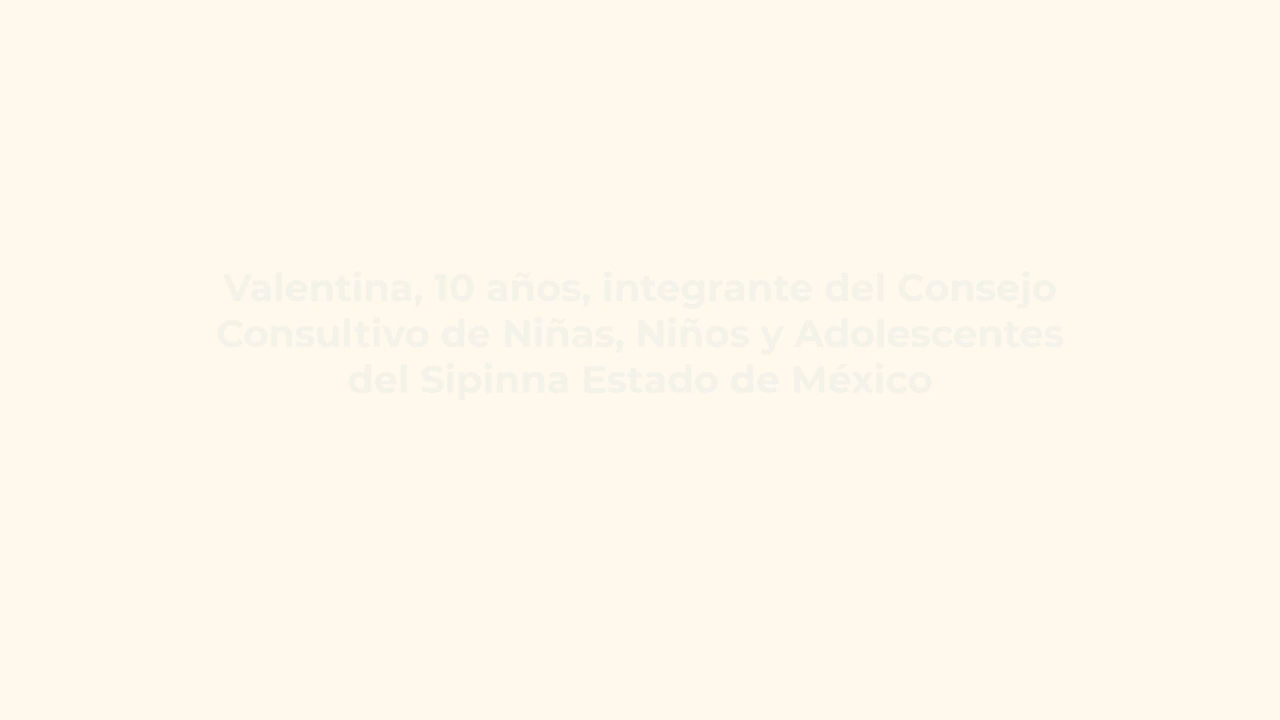 Valentina, 10 años, integrante del Consejo
Consultivo de Niñas, Niños y Adolescentes
del Sipinna Estado de México